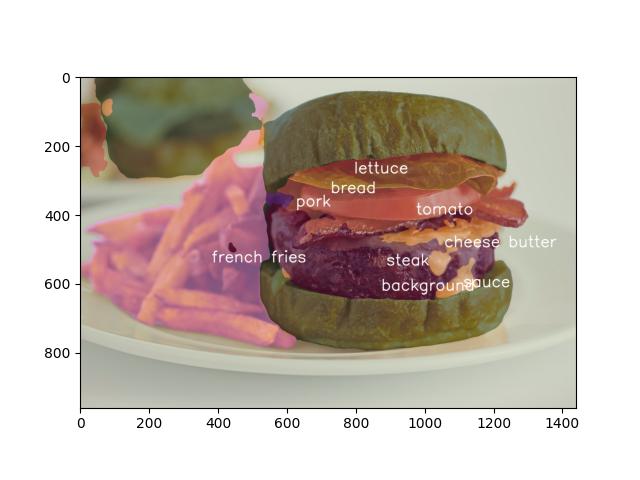 0
200
400
600
800
lettuce
bread
pork
tomato
cheese butter
french fries
steak
background
sauce
0 200 400 600 800 1000 1200 1400